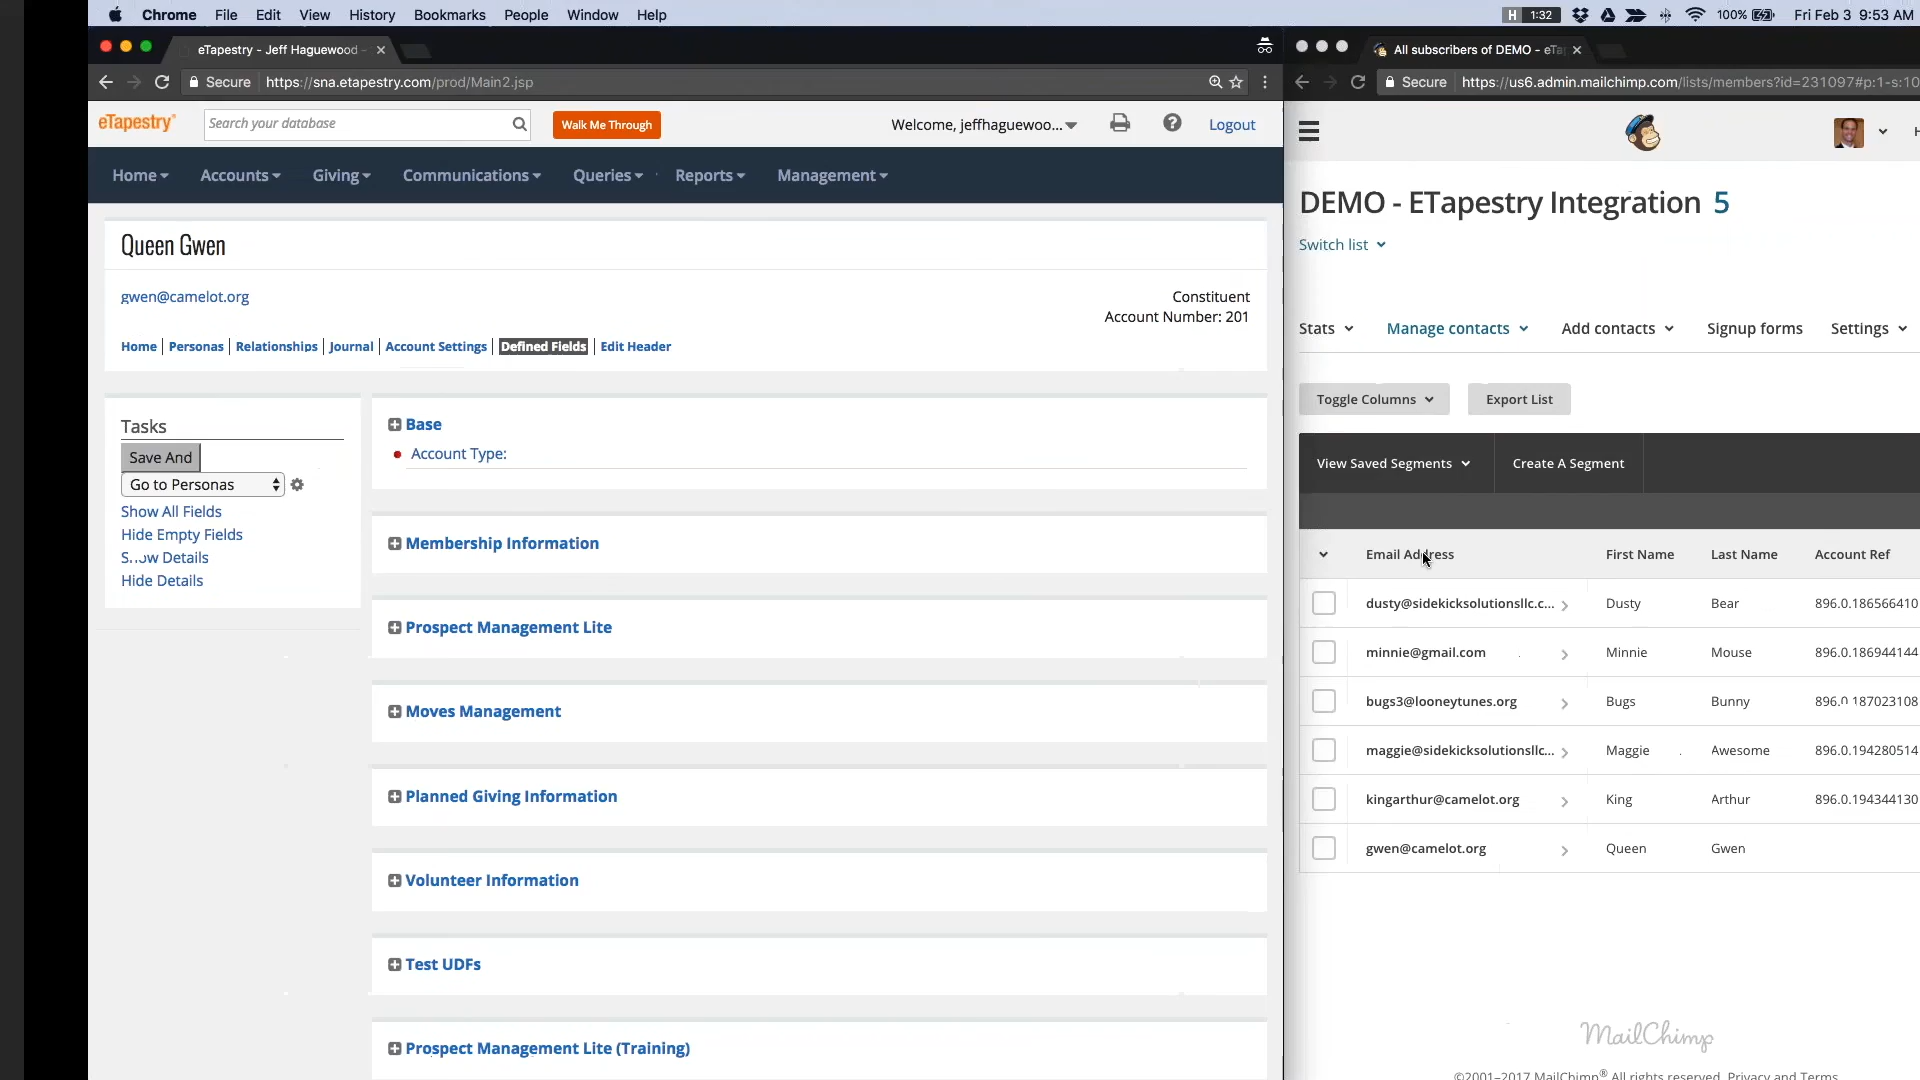 Chrome File Edit View History Bookmarks People Window Help
H 1:32 100% Fri Feb 3 9:53 AM
eTapestry - Jeff Haguewood -
Secure https://sna.etapestry.com/prod/Main2.jsp
eTapestry Search your database Walk Me Through Welcome, jeffhaguewoo... Logout
Home Accounts Giving Communications Queries Reports Management
Queen Gwen
gwen@camelot.org
Constituent
Account Number: 201
Home Personas Relationships Journal Account Settings Defined Fields Edit Header
Tasks
Save And
Go to Personas
Show All Fields
Hide Empty Fields
Show Details
Hide Details
Base
Account Type:
Membership Information
Prospect Management Lite
Moves Management
Planned Giving Information
Volunteer Information
Test UDFs
Prospect Management Lite (Training)
All subscribers of DEMO - eTap
Secure https://us6.admin.mailchimp.com/lists/members?id=231097#p:1-s:10
H
DEMO - ETapestry Integration 5
Switch list
Stats Manage contacts Add contacts Signup forms Settings
Toggle Columns Export List
View Saved Segments Create A Segment
Email Address First Name Last Name Account Ref
dusty@sidekicksolutionsllc.c... Dusty Bear 896.0.186566410
minnie@gmail.com Minnie Mouse 896.0.186944144
bugs3@looneytunes.org Bugs Bunny 896.0.187023108
maggie@sidekicksolutionsllc... Maggie Awesome 896.0.194280514
kingarthur@camelot.org King Arthur 896.0.194344130
gwen@camelot.org Queen Gwen
MailChimp
©2001–2017 MailChimp® All rights reserved. Privacy and Terms